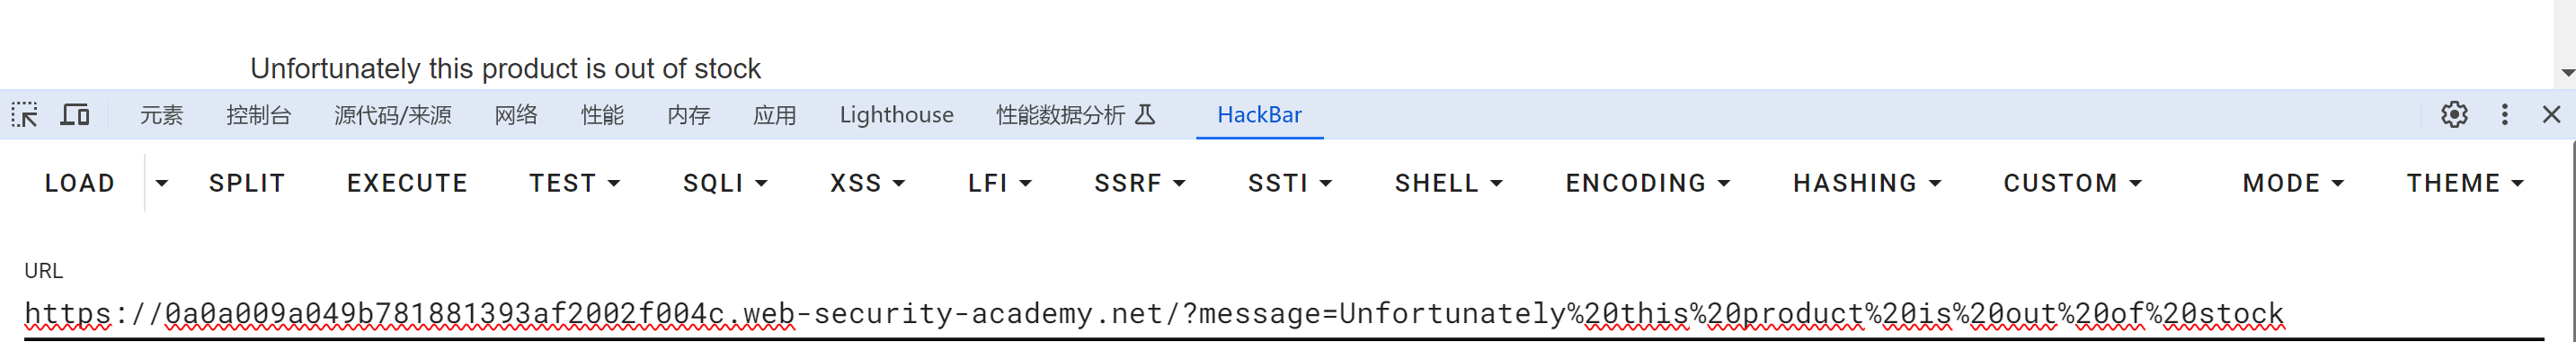 Unfortunately this product is out of stock
元素 控制台 源代码/来源 网络 性能 内存 应用 Lighthouse 性能数据分析 HackBar
LOAD SPLIT EXECUTE TEST SQLI XSS LFI SSRF SSTI SHELL ENCODING HASHING CUSTOM MODE THEME
URL
https://0a0a009a049b781881393af2002f004c.web-security-academy.net/?message=Unfortunately%20this%20product%20is%20out%20of%20stock